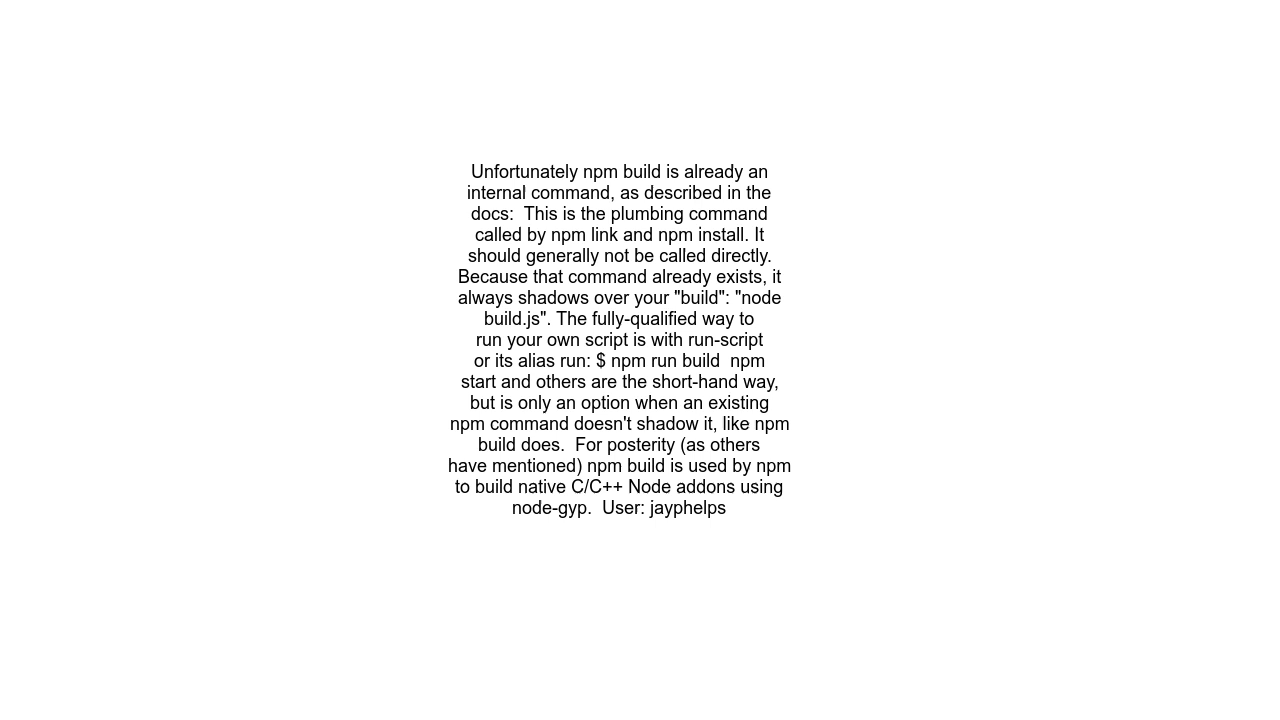 Unfortunately npm build is already an
internal command, as described in the
docs:  This is the plumbing command
called by npm link and npm install. It
should generally not be called directly.
Because that command already exists, it
always shadows over your "build": "node
build.js". The fully-qualified way to
run your own script is with run-script
or its alias run: $ npm run build  npm
start and others are the short-hand way,
but is only an option when an existing
npm command doesn't shadow it, like npm
build does.  For posterity (as others
have mentioned) npm build is used by npm
to build native C/C++ Node addons using
node-gyp.  User: jayphelps